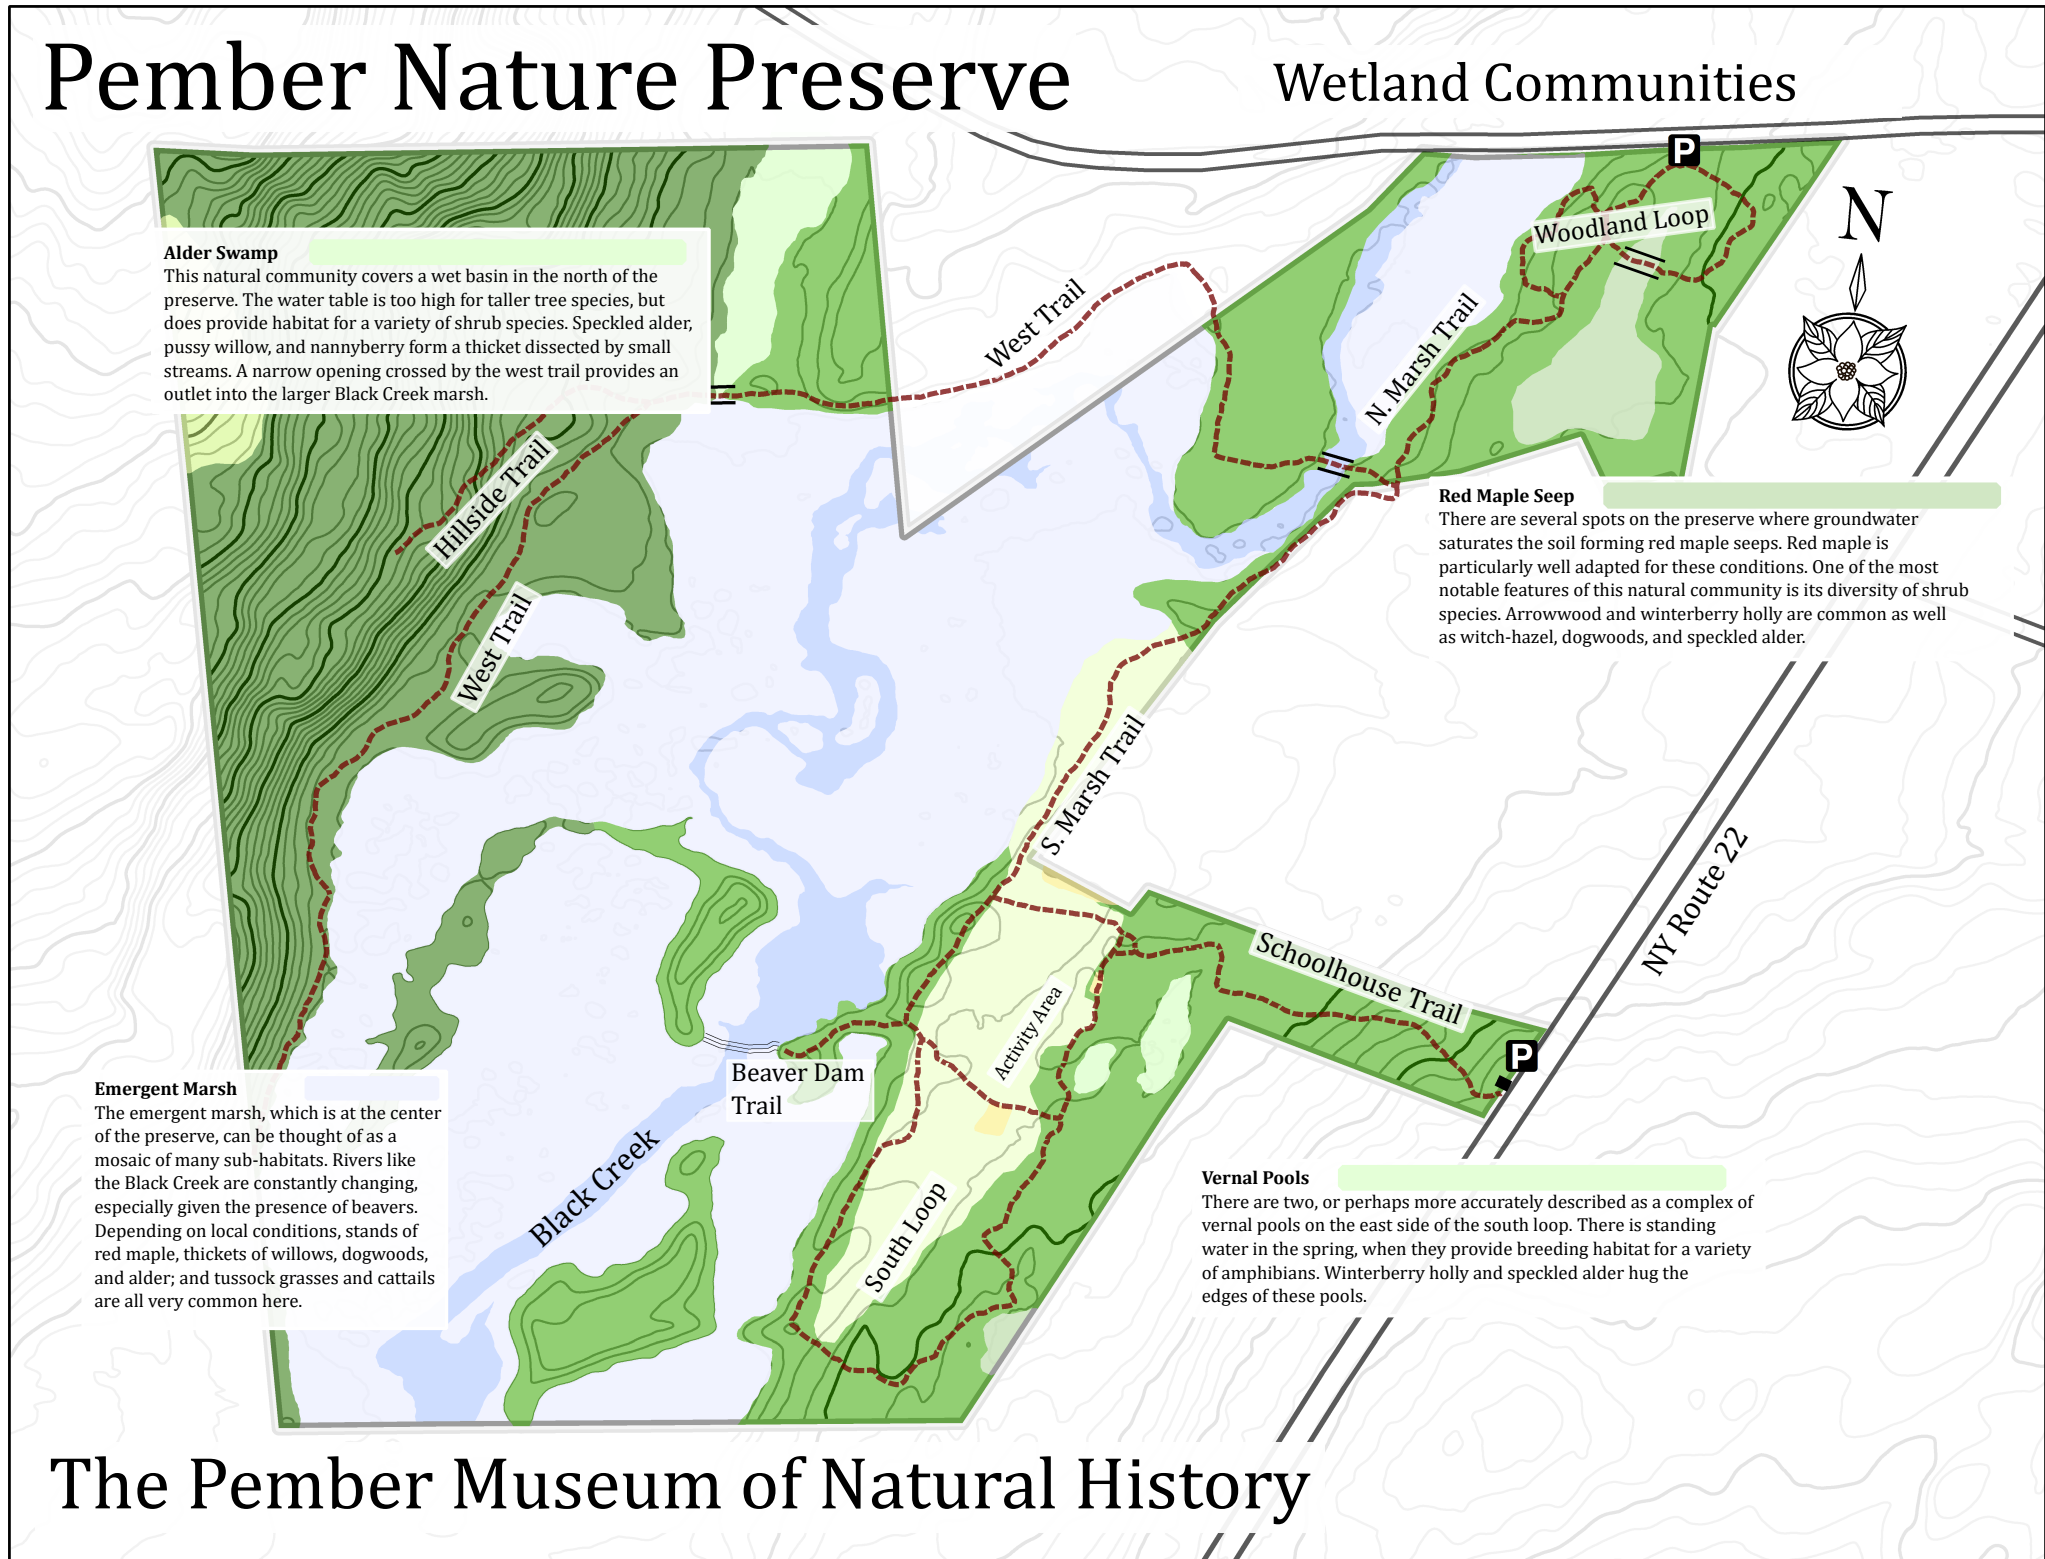 Pember Nature Preserve
Wetland Communities
P
N
Woodland Loop
Alder Swamp
This natural community covers a wet basin in the north of the
preserve. The water table is too high for taller tree species, but
does provide habitat for a variety of shrub species. Speckled alder,
pussy willow, and nannyberry form a thicket dissected by small
streams. A narrow opening crossed by the west trail provides an
outlet into the larger Black Creek marsh.
West Trail
N. Marsh Trail
Hillside Trail
West Trail
Red Maple Seep
There are several spots on the preserve where groundwater
saturates the soil forming red maple seeps. Red maple is
particularly well adapted for these conditions. One of the most
notable features of this natural community is its diversity of shrub
species. Arrowwood and winterberry holly are common as well
as witch-hazel, dogwoods, and speckled alder.
S. Marsh Trail
NY Route 22
Schoolhouse Trail
P
Activity Area
Beaver Dam
Trail
Emergent Marsh
The emergent marsh, which is at the center
of the preserve, can be thought of as a
mosaic of many sub-habitats. Rivers like
the Black Creek are constantly changing,
especially given the presence of beavers.
Depending on local conditions, stands of
red maple, thickets of willows, dogwoods,
and alder; and tussock grasses and cattails
are all very common here.
Black Creek
South Loop
Vernal Pools
There are two, or perhaps more accurately described as a complex of
vernal pools on the east side of the south loop. There is standing
water in the spring, when they provide breeding habitat for a variety
of amphibians. Winterberry holly and speckled alder hug the
edges of these pools.
The Pember Museum of Natural History